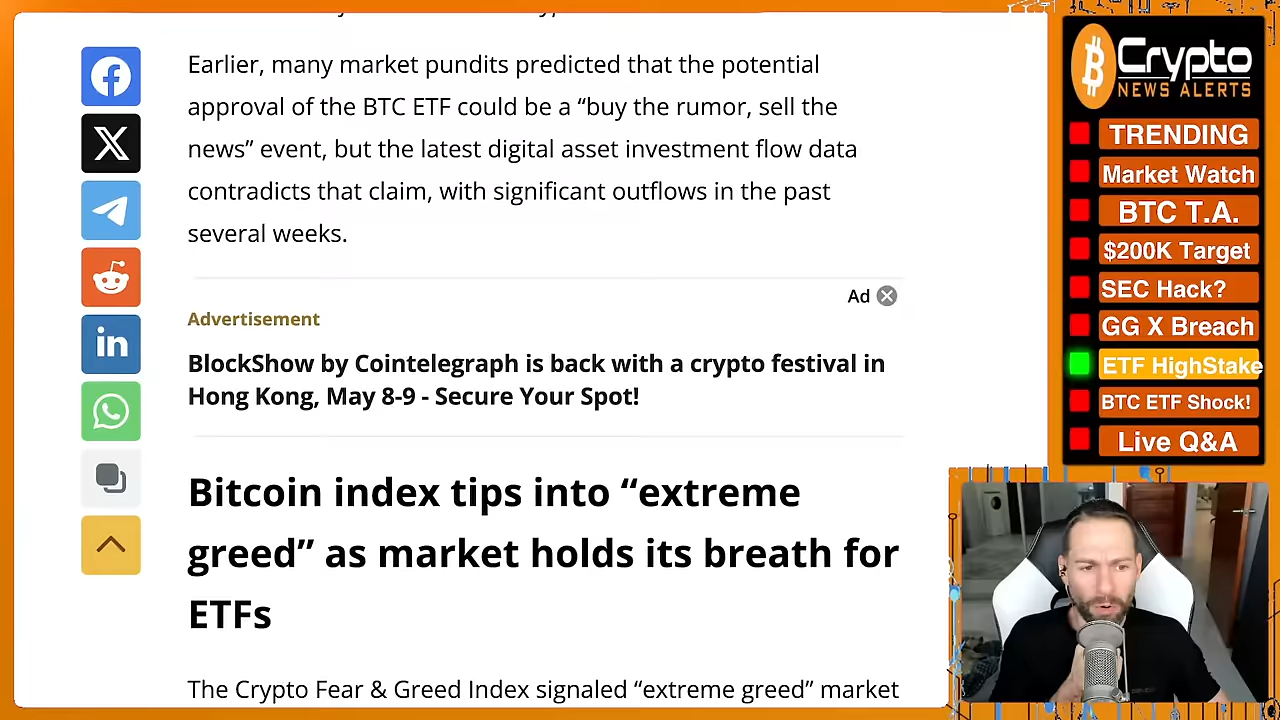 Earlier, many market pundits predicted that the potential
approval of the BTC ETF could be a “buy the rumor, sell the
news” event, but the latest digital asset investment flow data
contradicts that claim, with significant outflows in the past
several weeks.
Ad
Advertisement
BlockShow by Cointelegraph is back with a crypto festival in
Hong Kong, May 8-9 - Secure Your Spot!
Bitcoin index tips into “extreme
greed” as market holds its breath for
ETFs
The Crypto Fear & Greed Index signaled “extreme greed” market
Crypto
NEWS ALERTS
TRENDING
Market Watch
BTC T.A.
$200K Target
SEC Hack?
GG X Breach
ETF HighStake
BTC ETF Shock!
Live Q&A